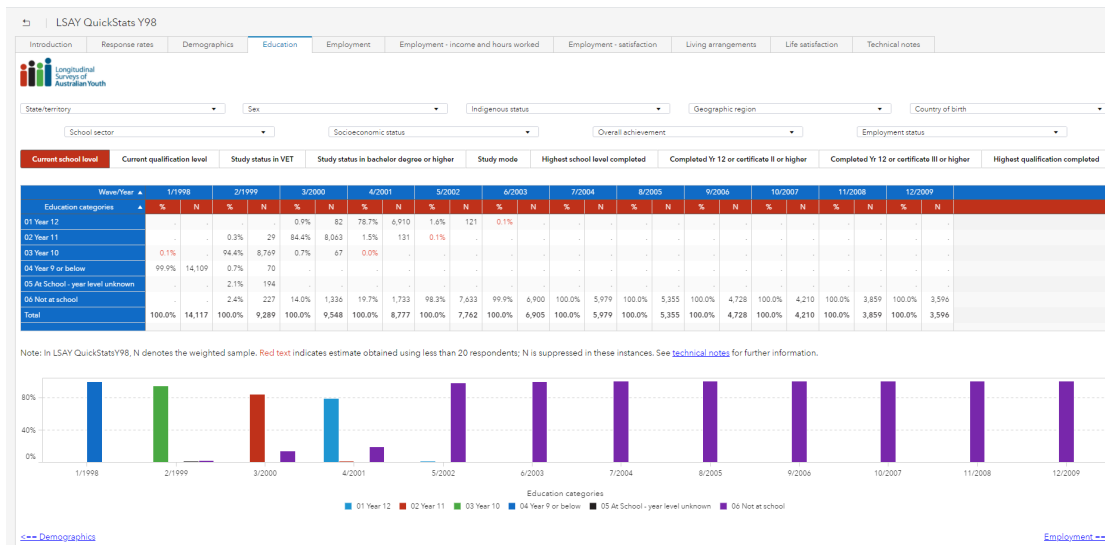 LSAY QuickStats Y98
Introduction Response rates Demographics Education Employment Employment - income and hours worked Employment - satisfaction Living arrangements Life satisfaction Technical notes
Longitudinal
Surveys of
Australian Youth
State/territory Sex Indigenous status Geographic region Country of birth
School sector Socioeconomic status Overall achievement Employment status
Current school level Current qualification level Study status in VET Study status in bachelor degree or higher Study mode Highest school level completed Completed Yr 12 or certificate II or higher Completed Yr 12 or certificate III or higher Highest qualification completed
Wave/Year 1/1998 2/1999 3/2000 4/2001 5/2002 6/2003 7/2004 8/2005 9/2006 10/2007 11/2008 12/2009
Education categories % N % N % N % N % N % N % N % N % N % N % N % N
01 Year 12 . . . . 0.9% 82 78.7% 6,910 1.6% 121 0.1% . . . . . . . . . . . . .
02 Year 11 . . 0.3% 29 84.4% 8,063 1.5% 131 0.1% . . . . . . . . . . . . . . .
03 Year 10 0.1% . 94.4% 8,769 0.7% 67 0.0% . . . . . . . . . . . . . . . . .
04 Year 9 or below 99.9% 14,109 0.7% 70 . . . . . . . . . . . . . . . . . . . .
05 At School - year level unknown . . 2.1% 194 . . . . . . . . . . . . . . . . . . . .
06 Not at school . . 2.4% 227 14.0% 1,336 19.7% 1,733 98.3% 7,633 99.9% 6,900 100.0% 5,979 100.0% 5,355 100.0% 4,728 100.0% 4,210 100.0% 3,859 100.0% 3,596
Total 100.0% 14,117 100.0% 9,289 100.0% 9,548 100.0% 8,777 100.0% 7,762 100.0% 6,905 100.0% 5,979 100.0% 5,355 100.0% 4,728 100.0% 4,210 100.0% 3,859 100.0% 3,596
Note: In LSAY QuickStatsY98, N denotes the weighted sample. Red text indicates estimate obtained using less than 20 respondents; N is suppressed in these instances. See technical notes for further information.
80%
40%
0%
1/1998 2/1999 3/2000 4/2001 5/2002 6/2003 7/2004 8/2005 9/2006 10/2007 11/2008 12/2009
Education categories
01 Year 12 02 Year 11 03 Year 10 04 Year 9 or below 05 At School - year level unknown 06 Not at school
<== Demographics Employment ==